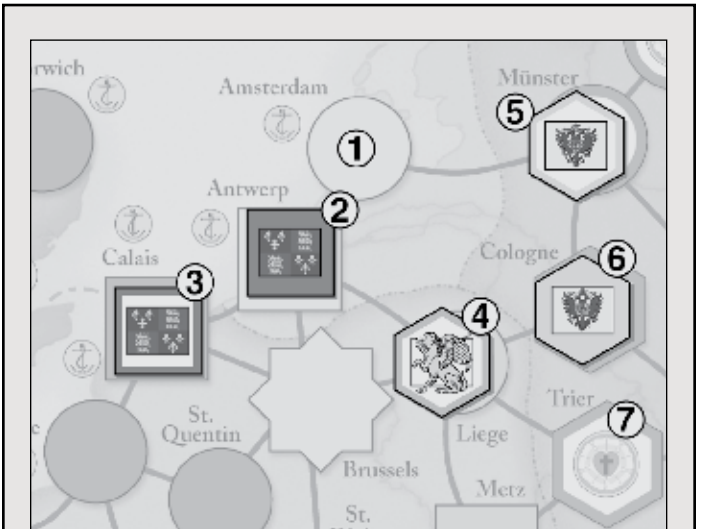 rwich
Amsterdam
Münster
1
5
Antwerp
2
Calais
3
Cologne
6
4
Trier
7
St.
Quentin
Liege
Brussels
Metz
St.